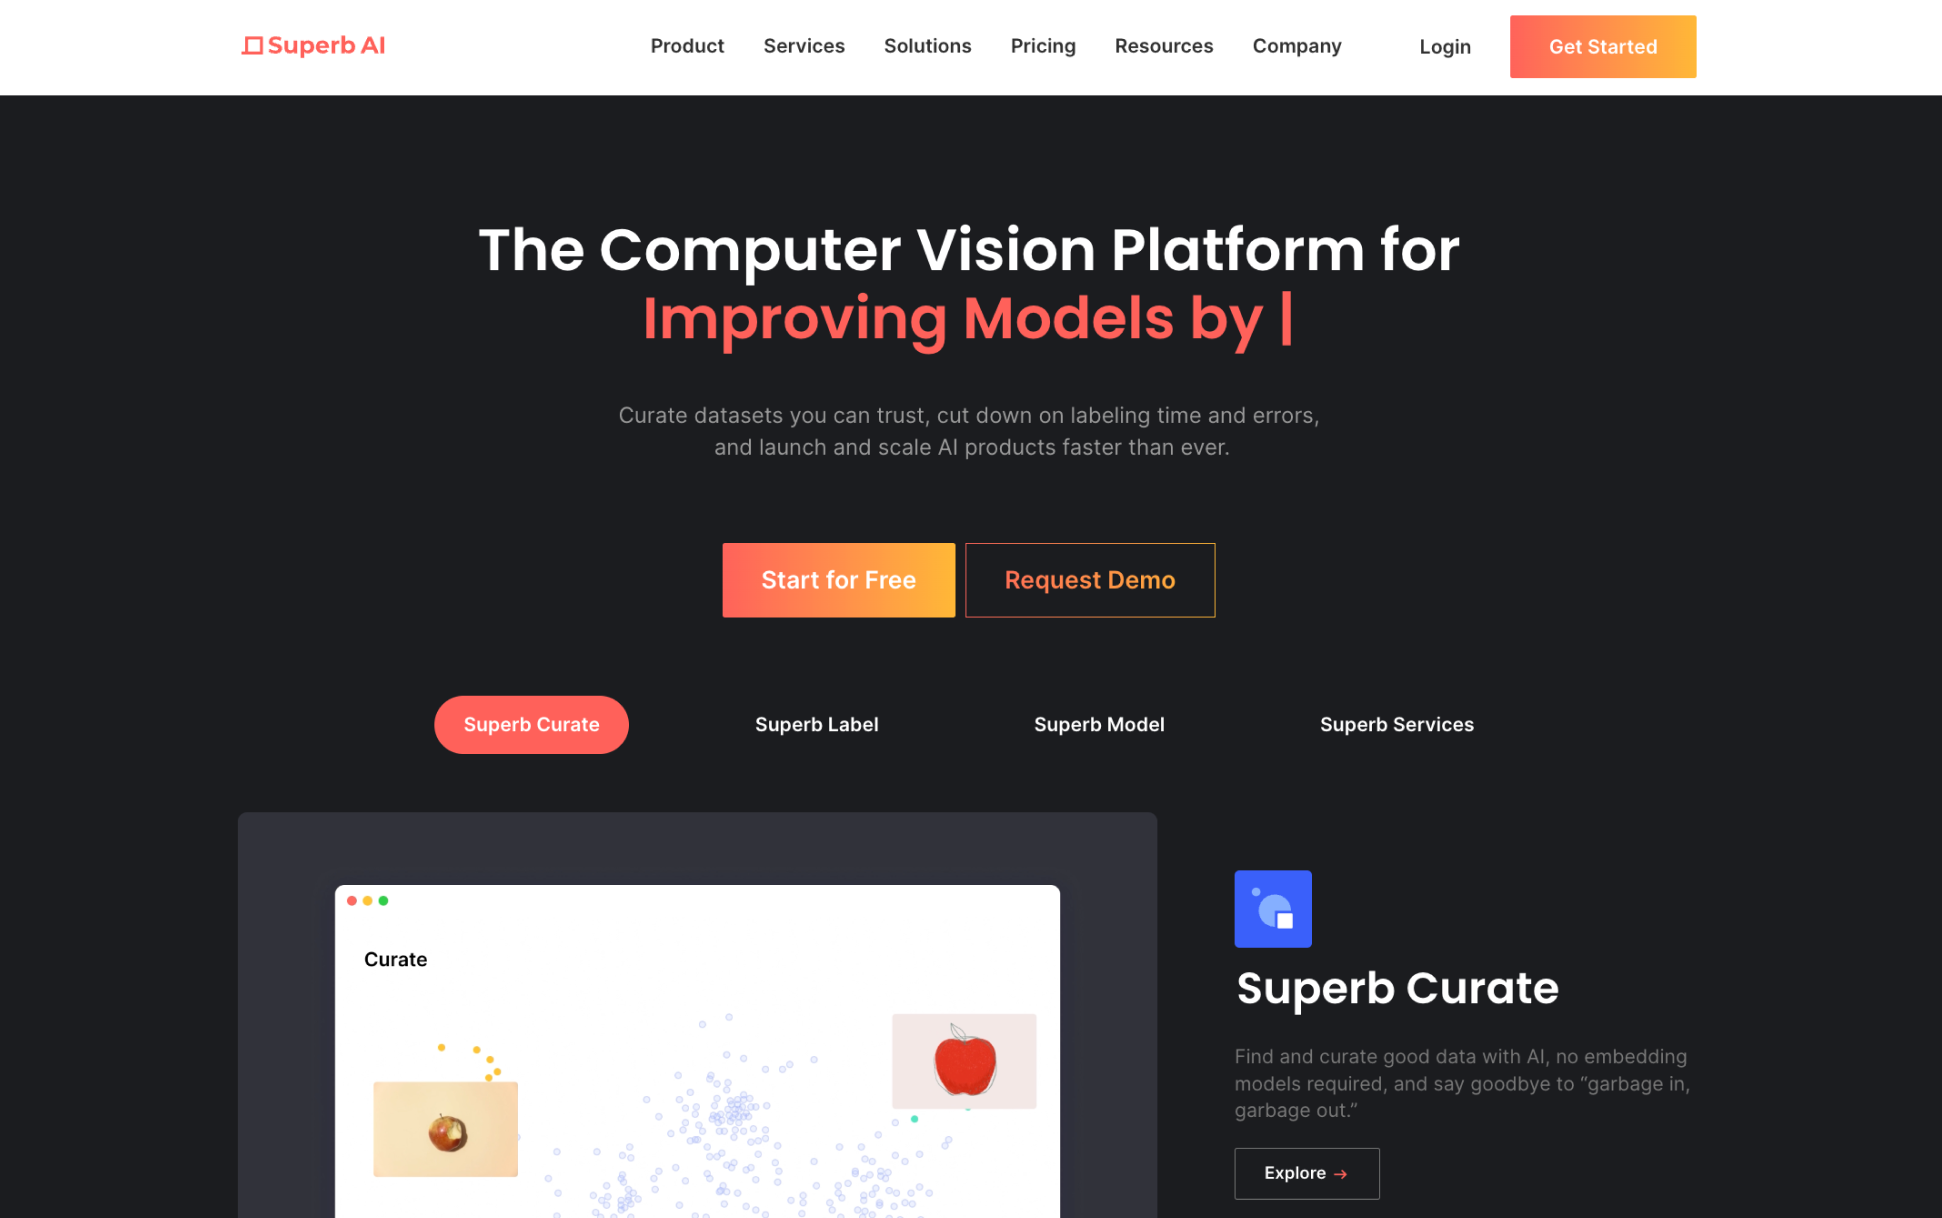 Superb AI
Product Services Solutions Pricing Resources Company Login Get Started
The Computer Vision Platform for
Improving Models by |
Curate datasets you can trust, cut down on labeling time and errors,
and launch and scale AI products faster than ever.
Start for Free Request Demo
Superb Curate Superb Label Superb Model Superb Services
Curate
Superb Curate
Find and curate good data with AI, no embedding
models required, and say goodbye to “garbage in,
garbage out.”
Explore →